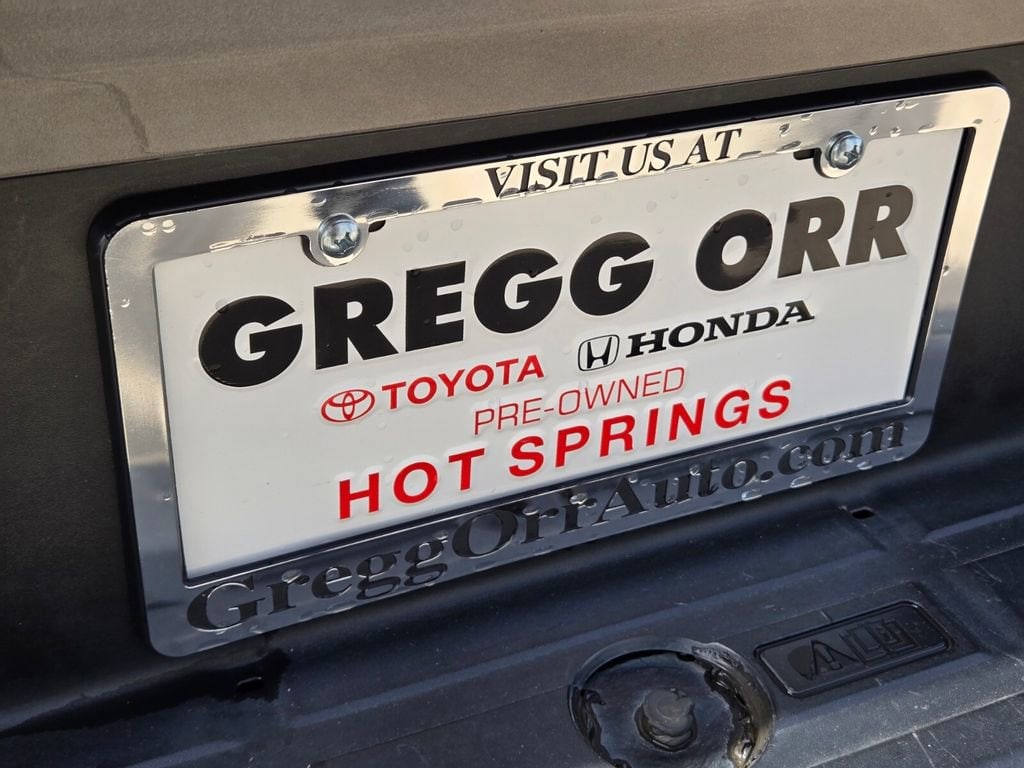 VISIT US AT
GREGG ORR
TOYOTA HONDA
PRE-OWNED
HOT SPRINGS
GreggOrrAuto.com